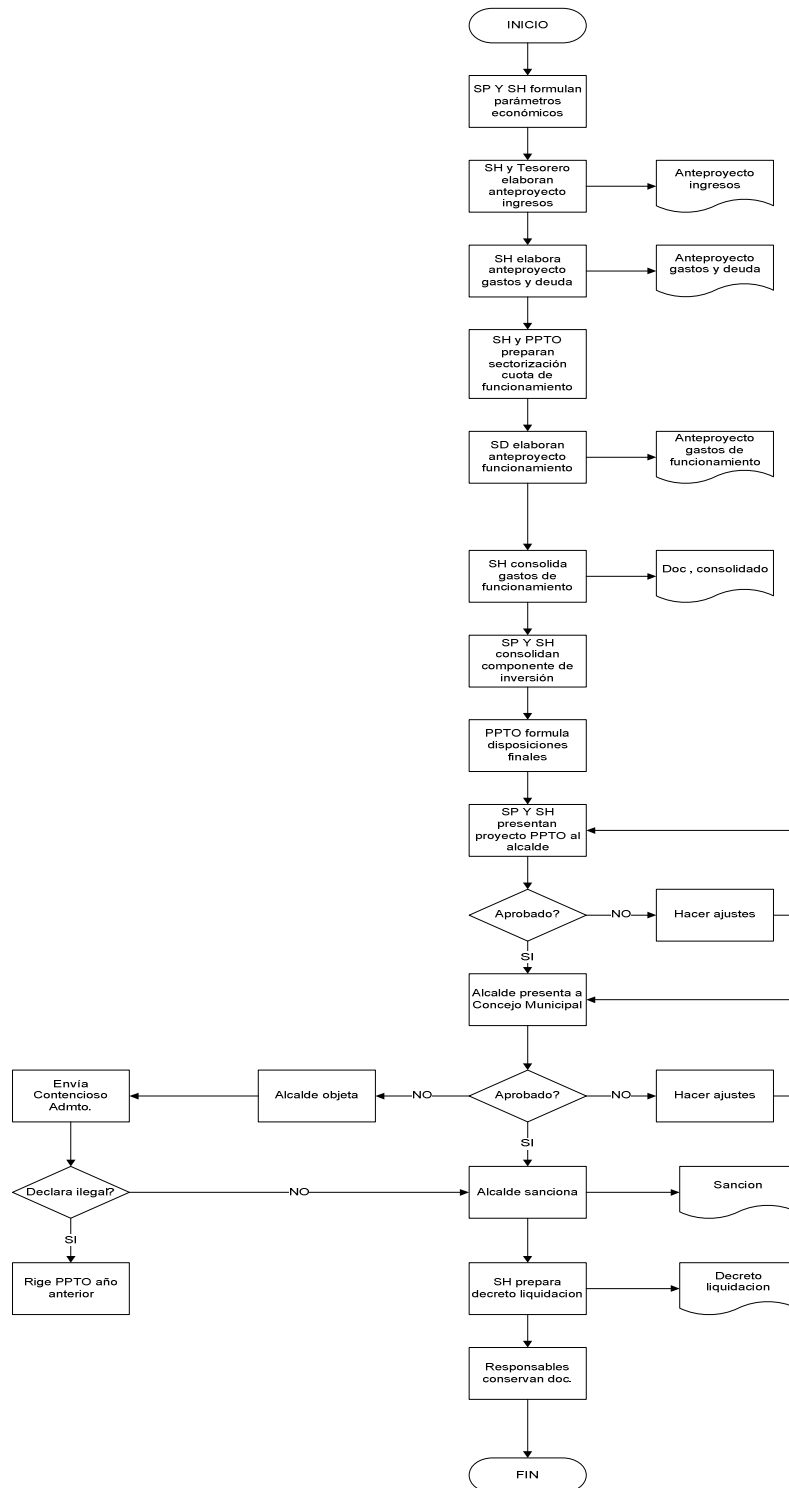 INICIO
SP Y SH formulan
parámetros
económicos
SH y Tesorero
elaboran
anteproyecto
ingresos
Anteproyecto
ingresos
SH elabora
anteproyecto
gastos y deuda
Anteproyecto
gastos y deuda
SH y PPTO
preparan
sectorización
cuota de
funcionamiento
SD elaboran
anteproyecto
funcionamiento
Anteproyecto
gastos de
funcionamiento
SH consolida
gastos de
funcionamiento
Doc , consolidado
SP Y SH
consolidan
componente de
inversión
PPTO formula
disposiciones
finales
SP Y SH
presentan
proyecto PPTO al
alcalde
Aprobado?
NO
Hacer ajustes
SI
Alcalde presenta a
Concejo Municipal
Envía
Contencioso
Admto.
Alcalde objeta
NO
Aprobado?
NO
Hacer ajustes
SI
Declara ilegal?
NO
Alcalde sanciona
Sancion
SI
Rige PPTO año
anterior
SH prepara
decreto liquidacion
Decreto
liquidacion
Responsables
conservan doc.
FIN